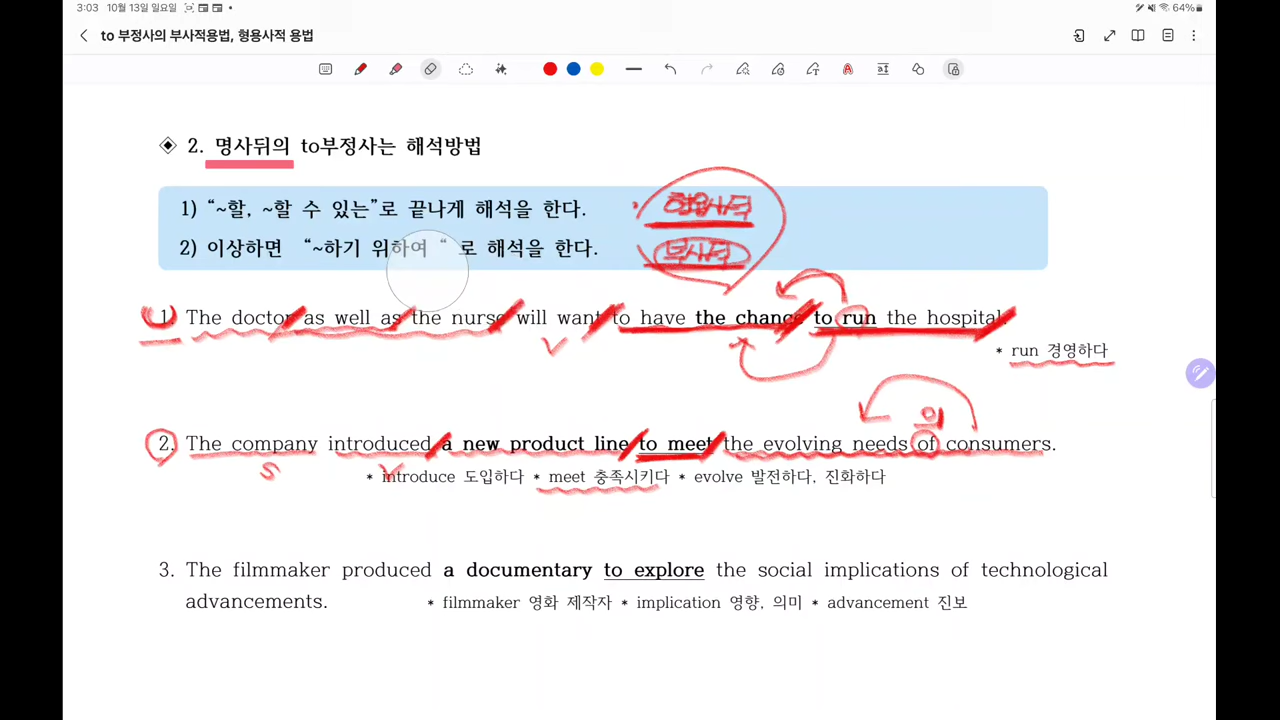 3:03 10월 13일 일요일 64%
to 부정사의 부사적용법, 형용사적 용법
◈ 2. 명사뒤의 to부정사는 해석방법
1) “~할, ~할 수 있는”로 끝나게 해석을 한다. 형용사적
2) 이상하면 “~하기 위하여 “ 로 해석을 한다. 부사적
1. The doctor as well as the nurse will want to have the chance to run the hospital.
* run 경영하다
의
2. The company introduced a new product line to meet the evolving needs of consumers.
S V
* introduce 도입하다 * meet 충족시키다 * evolve 발전하다, 진화하다
3. The filmmaker produced a documentary to explore the social implications of technological
advancements. * filmmaker 영화 제작자 * implication 영향, 의미 * advancement 진보